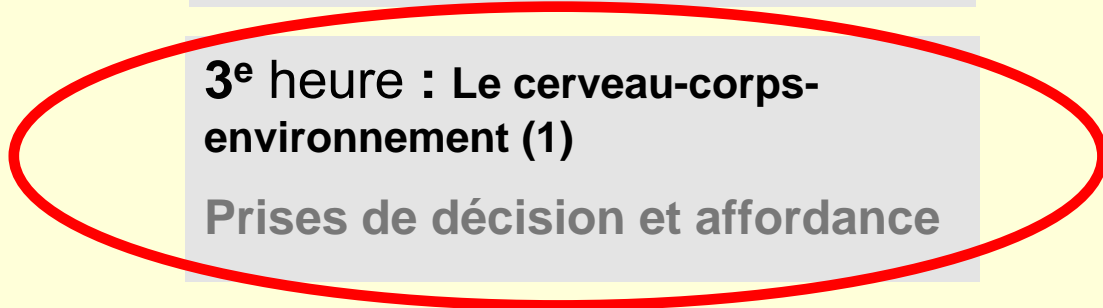 3e heure : Le cerveau-corps-
environnement (1)
Prises de décision et affordance